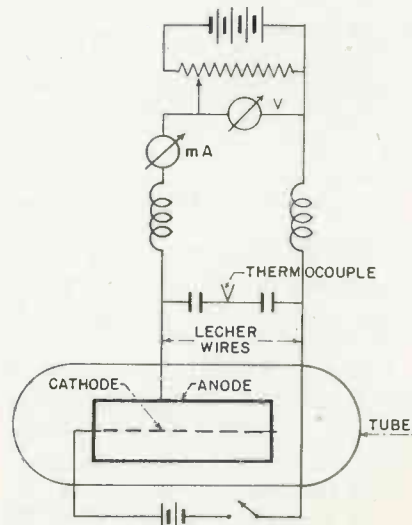 V
mA
THERMOCOUPLE
LECHER
WIRES
CATHODE
ANODE
TUBE